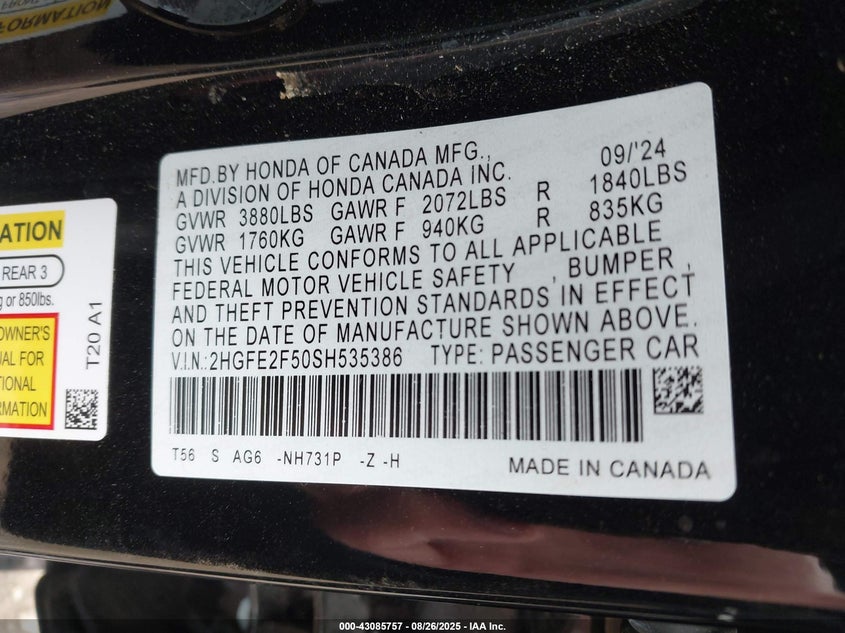 FORMATION
MFD.BY HONDA OF CANADA MFG., 09/'24
A DIVISION OF HONDA CANADA INC.
GVWR 3880LBS GAWR F 2072LBS R 1840LBS
GVWR 1760KG GAWR F 940KG R 835KG
THIS VEHICLE CONFORMS TO ALL APPLICABLE
FEDERAL MOTOR VEHICLE SAFETY , BUMPER ,
AND THEFT PREVENTION STANDARDS IN EFFECT
ON THE DATE OF MANUFACTURE SHOWN ABOVE.
V.I.N.: 2HGFE2F50SH535386 TYPE: PASSENGER CAR
T56 S AG6 -NH731P -Z -H
MADE IN CANADA
ATION
REAR 3
g or 850lbs.
OWNER'S
UAL FOR
TIONAL
RMATION
T20 A1
000-43085757 - 08/26/2025 - IAA Inc.